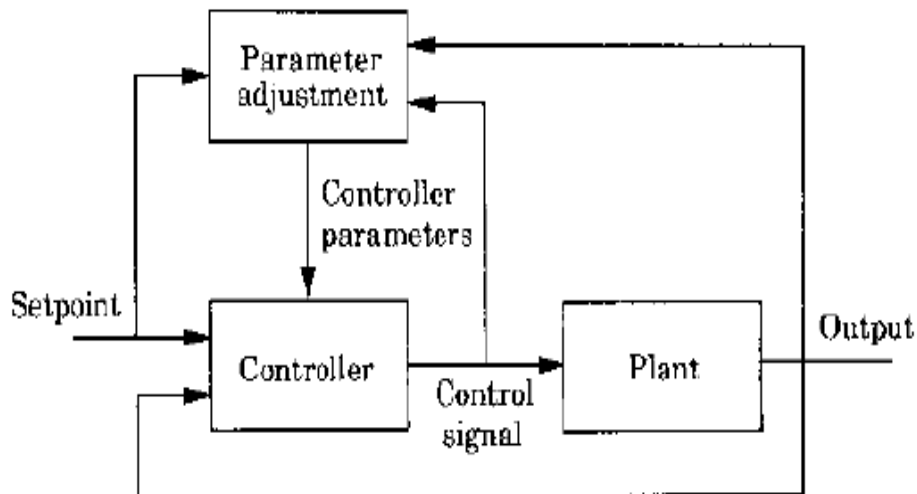 Parameter
adjustment
Controller
parameters
Setpoint
Controller
Control
signal
Plant
Output